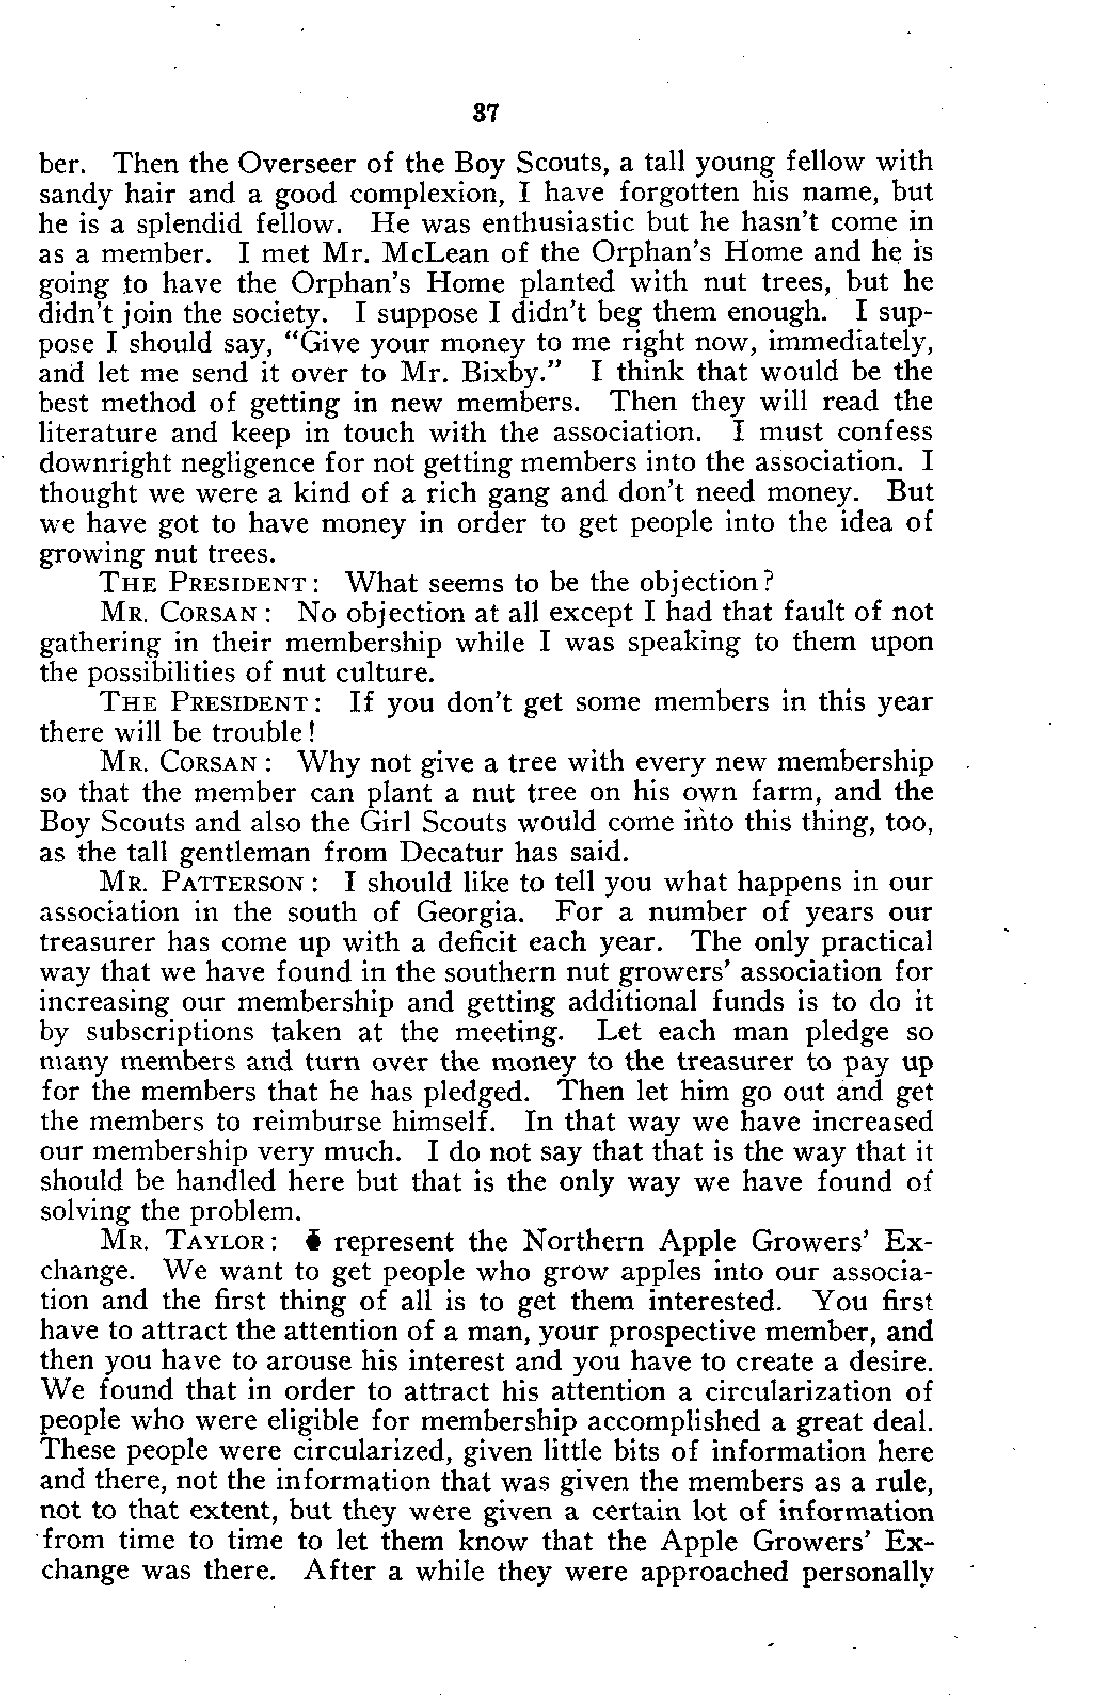 37
ber. Then the Overseer of the Boy Scouts, a tall young fellow with
sandy hair and a good complexion, I have forgotten his name, but
he is a splendid fellow. He was enthusiastic but he hasn't come in
as a member. I met Mr. McLean of the Orphan's Home and he is
going to have the Orphan's Home planted with nut trees, but he
didn't join the society. I suppose I didn't beg them enough. I sup-
pose I should say, "Give your money to me right now, immediately,
and let me send it over to Mr. Bixby." I think that would be the
best method of getting in new members. Then they will read the
literature and keep in touch with the association. I must confess
downright negligence for not getting members into the association. I
thought we were a kind of a rich gang and don't need money. But
we have got to have money in order to get people into the idea of
growing nut trees.
THE PRESIDENT: What seems to be the objection?
MR. CORSAN: No objection at all except I had that fault of not
gathering in their membership while I was speaking to them upon
the possibilities of nut culture.
THE PRESIDENT: If you don't get some members in this year
there will be trouble!
MR. CORSAN: Why not give a tree with every new membership
so that the member can plant a nut tree on his own farm, and the
Boy Scouts and also the Girl Scouts would come into this thing, too,
as the tall gentleman from Decatur has said.
MR. PATTERSON: I should like to tell you what happens in our
association in the south of Georgia. For a number of years our
treasurer has come up with a deficit each year. The only practical
way that we have found in the southern nut growers' association for
increasing our membership and getting additional funds is to do it
by subscriptions taken at the meeting. Let each man pledge so
many members and turn over the money to the treasurer to pay up
for the members that he has pledged. Then let him go out and get
the members to reimburse himself. In that way we have increased
our membership very much. I do not say that that is the way that it
should be handled here but that is the only way we have found of
solving the problem.
MR. TAYLOR: I represent the Northern Apple Growers' Ex-
change. We want to get people who grow apples into our associa-
tion and the first thing of all is to get them interested. You first
have to attract the attention of a man, your prospective member, and
then you have to arouse his interest and you have to create a desire.
We found that in order to attract his attention a circularization of
people who were eligible for membership accomplished a great deal.
These people were circularized, given little bits of information here
and there, not the information that was given the members as a rule,
not to that extent, but they were given a certain lot of information
from time to time to let them know that the Apple Growers' Ex-
change was there. After a while they were approached personally